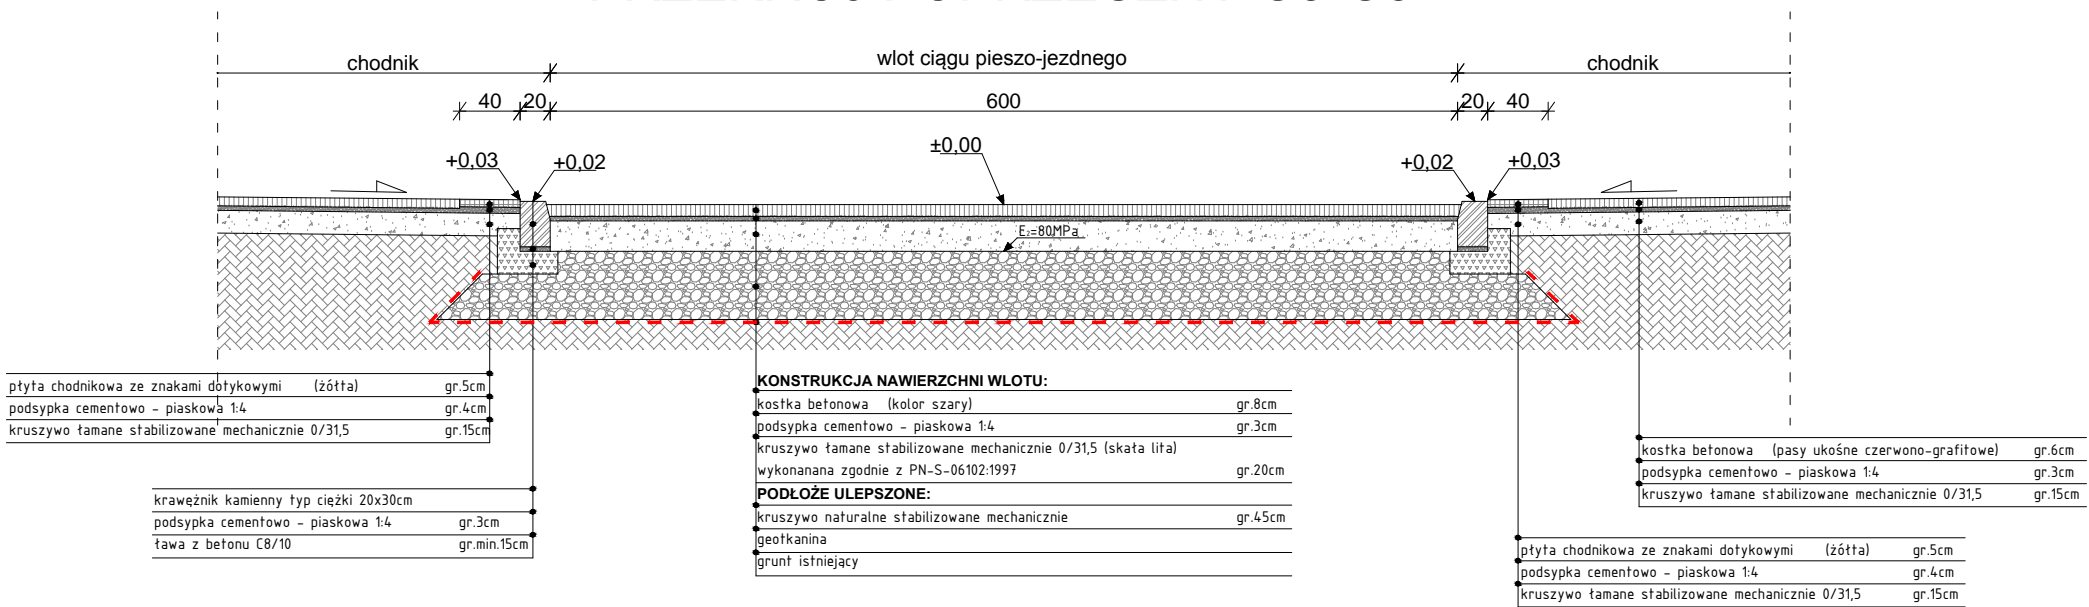 chodnik
wlot ciągu pieszo-jezdnego
chodnik
40
20
600
20
40
+0,03
+0,02
±0,00
+0,02
+0,03
E₂=80MPa
płyta chodnikowa ze znakami dotykowymi (żółta) gr.5cm
podsypka cementowo - piaskowa 1:4 gr.4cm
kruszywo łamane stabilizowane mechanicznie 0/31,5 gr.15cm
krawężnik kamienny typ ciężki 20x30cm
podsypka cementowo - piaskowa 1:4 gr.3cm
ława z betonu C8/10 gr.min.15cm
KONSTRUKCJA NAWIERZCHNI WLOTU:
kostka betonowa (kolor szary) gr.8cm
podsypka cementowo - piaskowa 1:4 gr.3cm
kruszywo łamane stabilizowane mechanicznie 0/31,5 (skała lita)
wykonanana zgodnie z PN-S-06102:1997 gr.20cm
PODŁOŻE ULEPSZONE:
kruszywo naturalne stabilizowane mechanicznie gr.45cm
geotkanina
grunt istniejący
kostka betonowa (pasy ukośne czerwono-grafitowe) gr.6cm
podsypka cementowo - piaskowa 1:4 gr.3cm
kruszywo łamane stabilizowane mechanicznie 0/31,5 gr.15cm
płyta chodnikowa ze znakami dotykowymi (żółta) gr.5cm
podsypka cementowo - piaskowa 1:4 gr.4cm
kruszywo łamane stabilizowane mechanicznie 0/31,5 gr.15cm